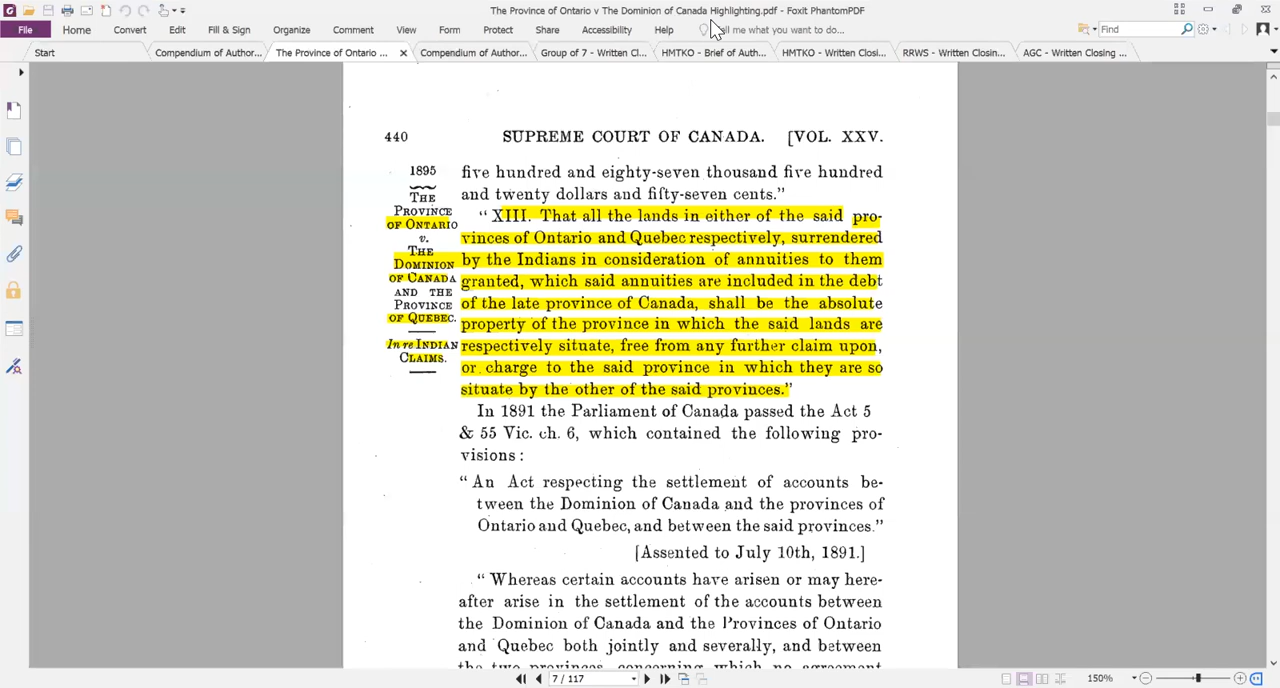 The Province of Ontario v The Dominion of Canada Highlighting.pdf - Foxit PhantomPDF
File Home Convert Edit Fill & Sign Organize Comment View Form Protect Share Accessibility Help ll me what you want to do... Find
Start Compendium of Author... The Province of Ontario ... Compendium of Author... Group of 7 - Written Cl... HMTKO - Brief of Auth... HMTKO - Written Closi... RRWS - Written Closin... AGC - Written Closing ...
440 SUPREME COURT OF CANADA. [VOL. XXV.
1895
THE
PROVINCE
OF ONTARIO
v.
THE
DOMINION
OF CANADA
AND THE
PROVINCE
OF QUEBEC.
In re INDIAN
CLAIMS.
five hundred and eighty-seven thousand five hundred
and twenty dollars and fifty-seven cents."
" XIII. That all the lands in either of the said pro-
vinces of Ontario and Quebec respectively, surrendered
by the Indians in consideration of annuities to them
granted, which said annuities are included in the debt
of the late province of Canada, shall be the absolute
property of the province in which the said lands are
respectively situate, free from any further claim upon,
or charge to the said province in which they are so
situate by the other of the said provinces."
In 1891 the Parliament of Canada passed the Act 5
& 55 Vic. ch. 6, which contained the following pro-
visions :
" An Act respecting the settlement of accounts be-
tween the Dominion of Canada and the provinces of
Ontario and Quebec, and between the said provinces."
[Assented to July 10th, 1891.]
" Whereas certain accounts have arisen or may here-
after arise in the settlement of the accounts between
the Dominion of Canada and the Provinces of Ontario
and Quebec both jointly and severally, and between
the two provinces, concerning which no agreement
7 / 117 150%